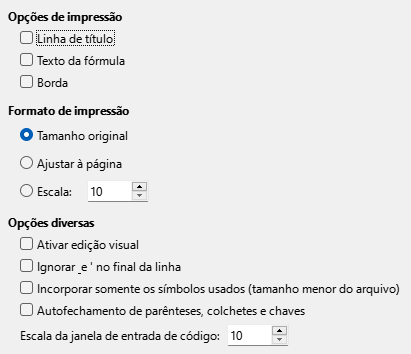 Opções de impressão
Linha de título
Texto da fórmula
Borda
Formato de impressão
Tamanho original
Ajustar à página
Escala: 10
Opções diversas
Ativar edição visual
Ignorar _e ' no final da linha
Incorporar somente os símbolos usados (tamanho menor do arquivo)
Autofechamento de parênteses, colchetes e chaves
Escala da janela de entrada de código: 10